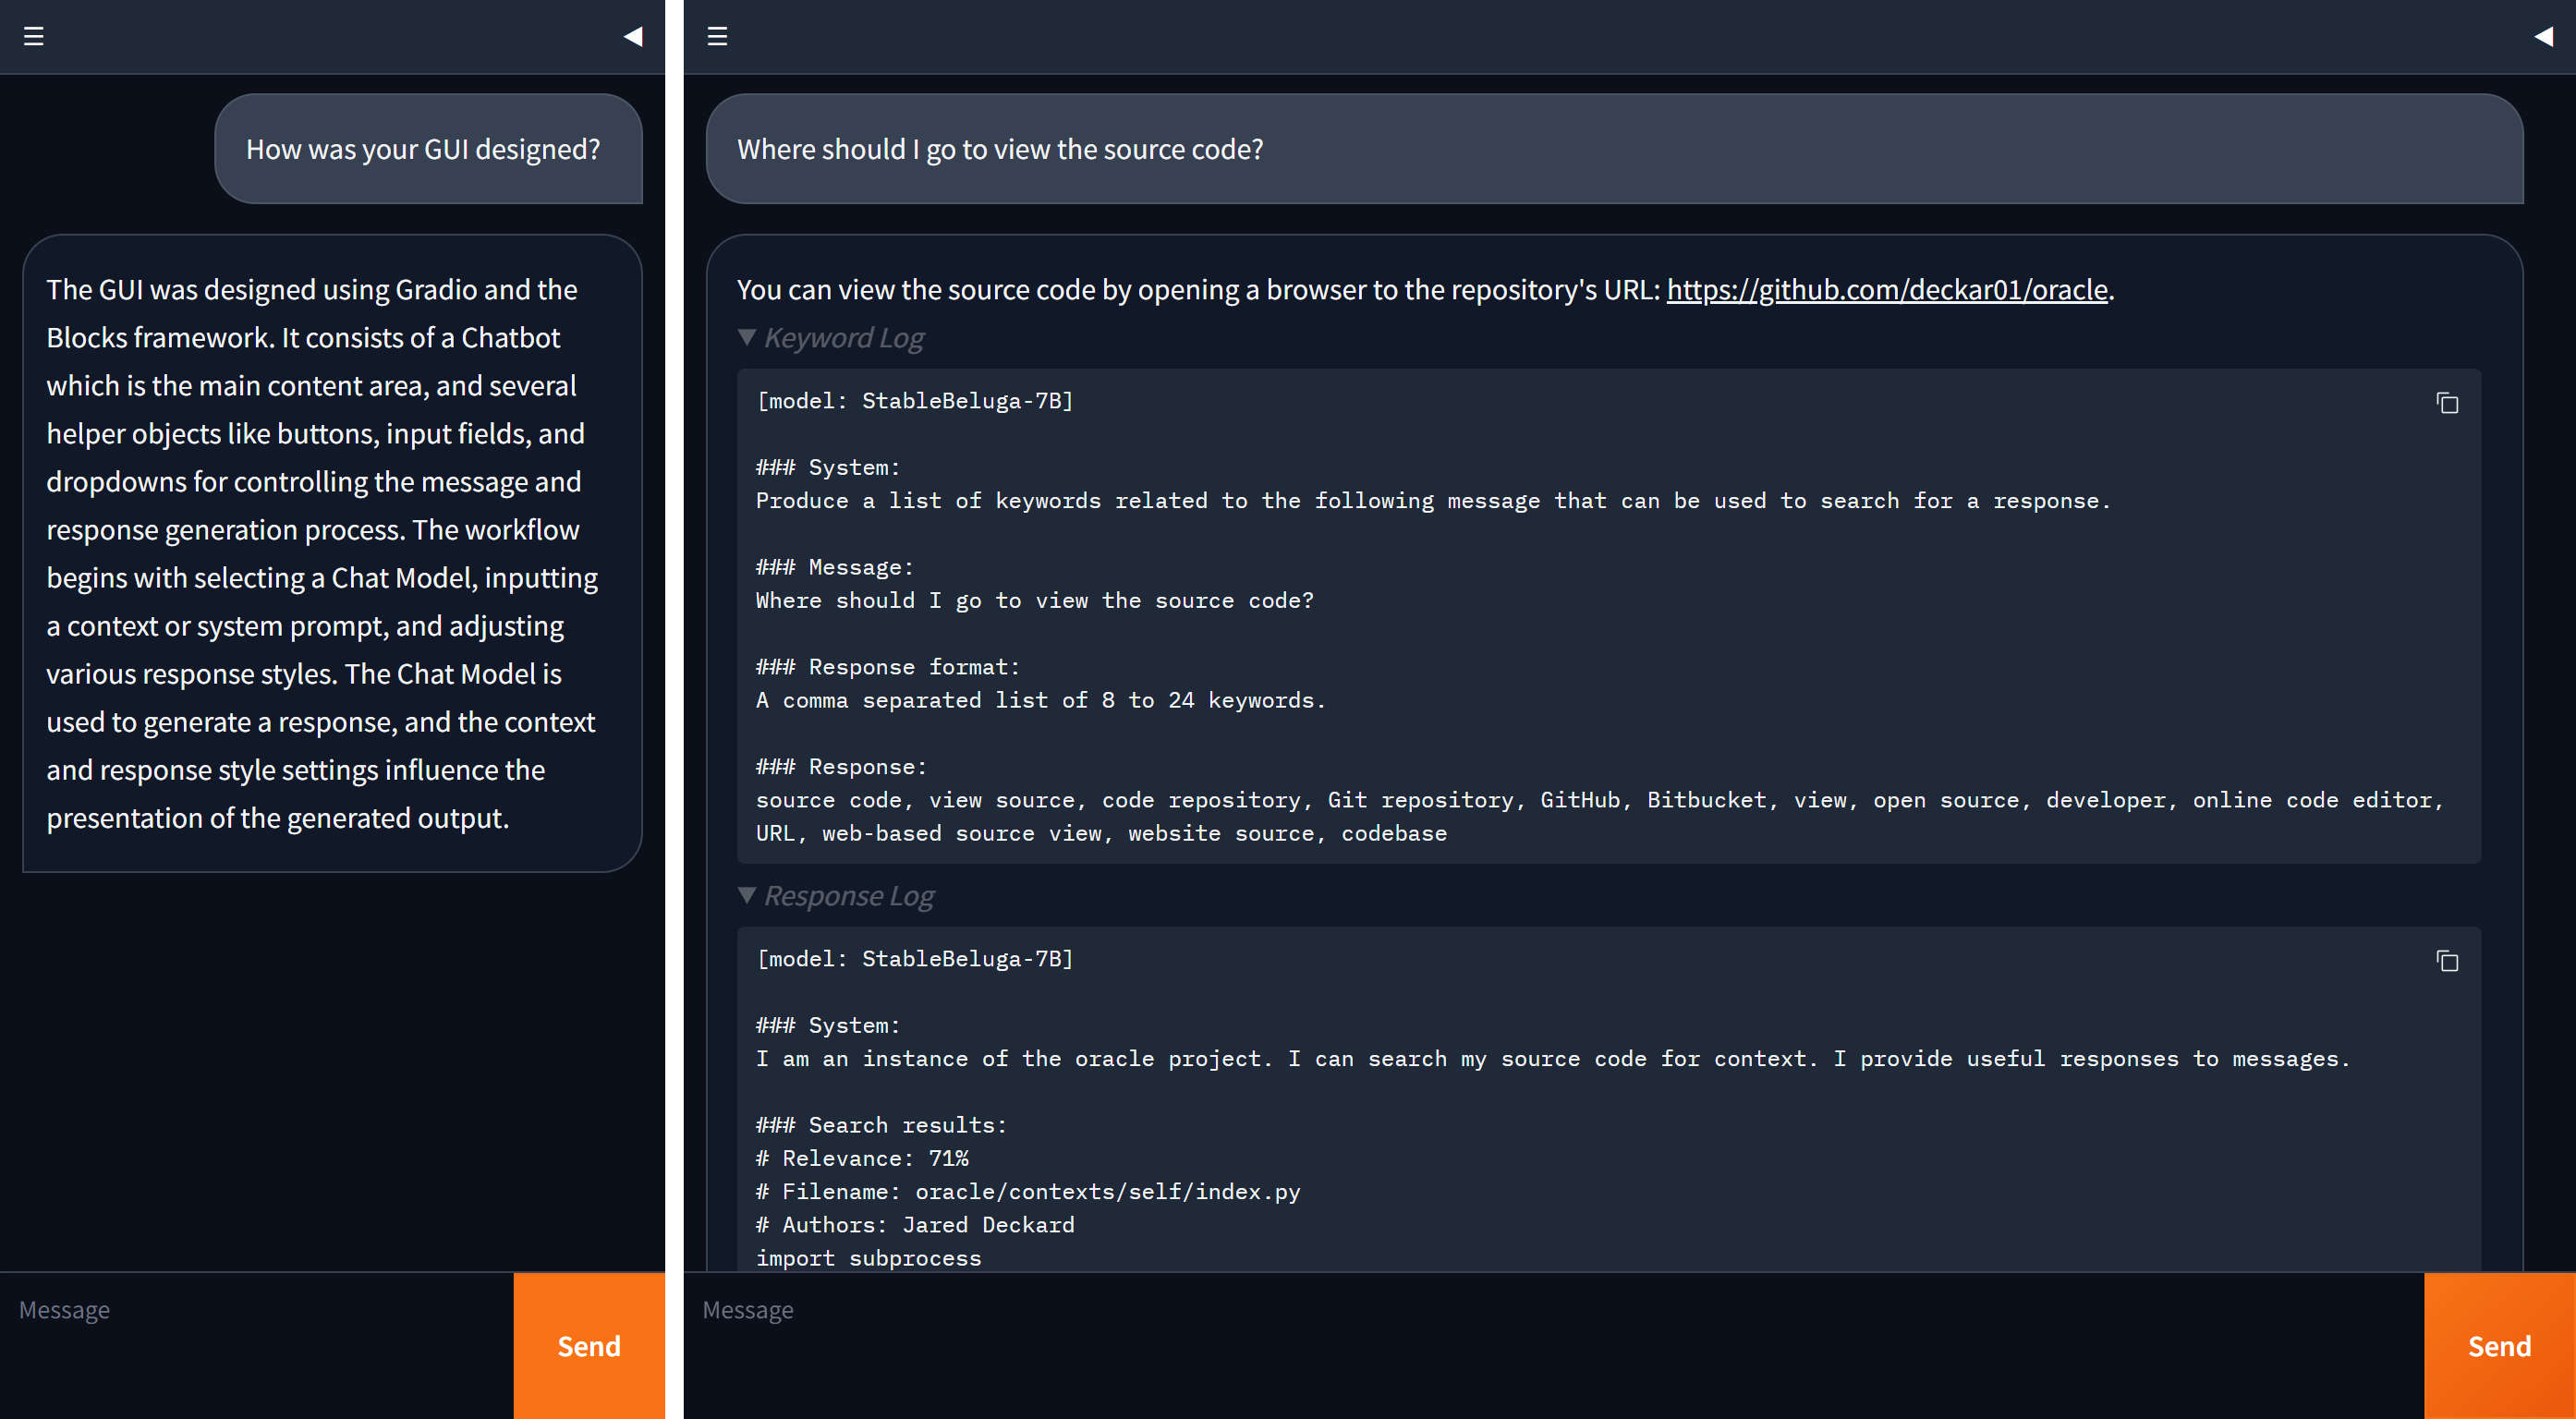 How was your GUI designed?
The GUI was designed using Gradio and the
Blocks framework. It consists of a Chatbot
which is the main content area, and several
helper objects like buttons, input fields, and
dropdowns for controlling the message and
response generation process. The workflow
begins with selecting a Chat Model, inputting
a context or system prompt, and adjusting
various response styles. The Chat Model is
used to generate a response, and the context
and response style settings influence the
presentation of the generated output.
Message
Send
Where should I go to view the source code?
You can view the source code by opening a browser to the repository's URL: https://github.com/deckar01/oracle.
▼ Keyword Log
[model: StableBeluga-7B]
### System:
Produce a list of keywords related to the following message that can be used to search for a response.
### Message:
Where should I go to view the source code?
### Response format:
A comma separated list of 8 to 24 keywords.
### Response:
source code, view source, code repository, Git repository, GitHub, Bitbucket, view, open source, developer, online code editor,
URL, web-based source view, website source, codebase
▼ Response Log
[model: StableBeluga-7B]
### System:
I am an instance of the oracle project. I can search my source code for context. I provide useful responses to messages.
### Search results:
# Relevance: 71%
# Filename: oracle/contexts/self/index.py
# Authors: Jared Deckard
import subprocess
Message
Send